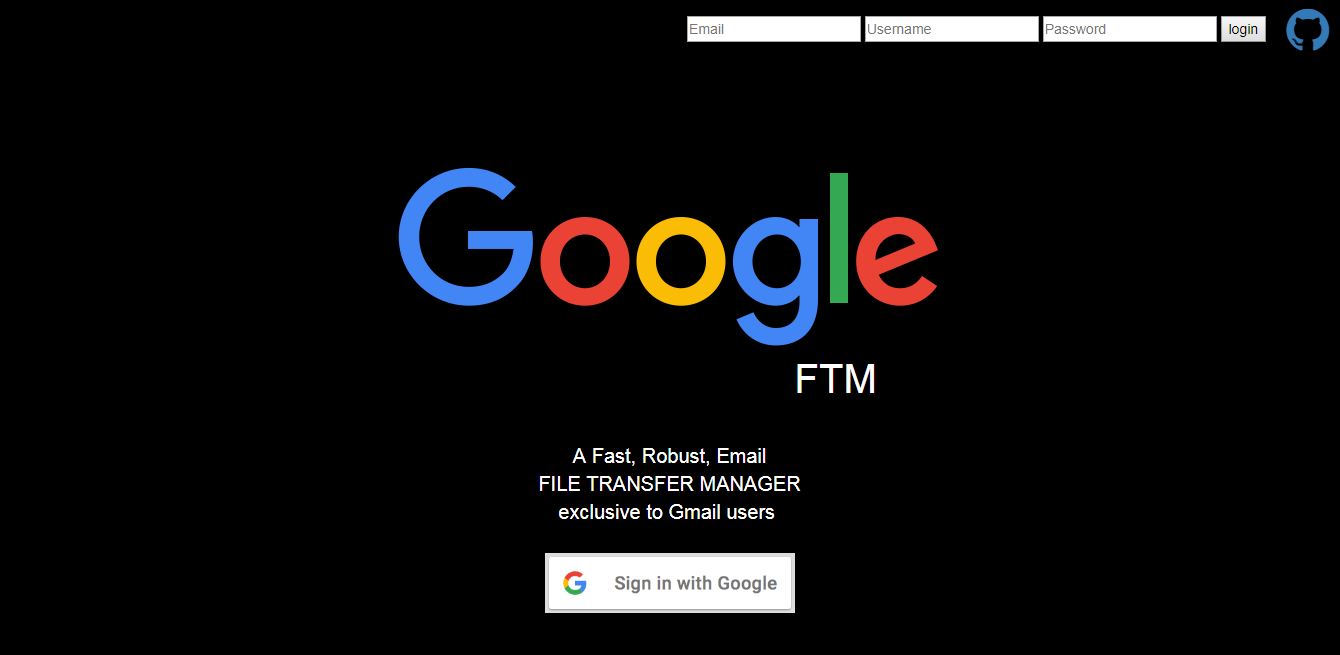 Email Username Password login
Google
FTM
A Fast, Robust, Email
FILE TRANSFER MANAGER
exclusive to Gmail users
G Sign in with Google